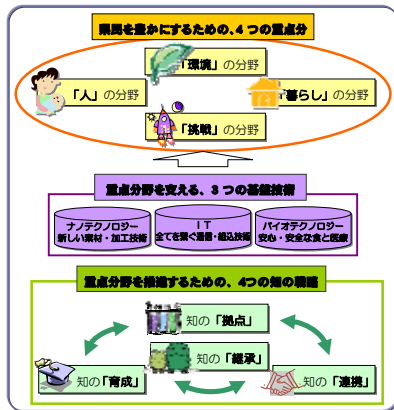 県民を豊かにするための、4つの重点分
「環境」の分野
「人」の分野
「暮らし」の分野
「挑戦」の分野
重点分野を支える、3つの基盤技術
ナノテクノロジー
新しい素材・加工技術
IT
全てを繋ぐ通信・組込技術
バイオテクノロジー
安心・安全な食と医療
重点分野を推進するための、4つの知の戦略
知の「拠点」
知の「継承」
知の「育成」
知の「連携」